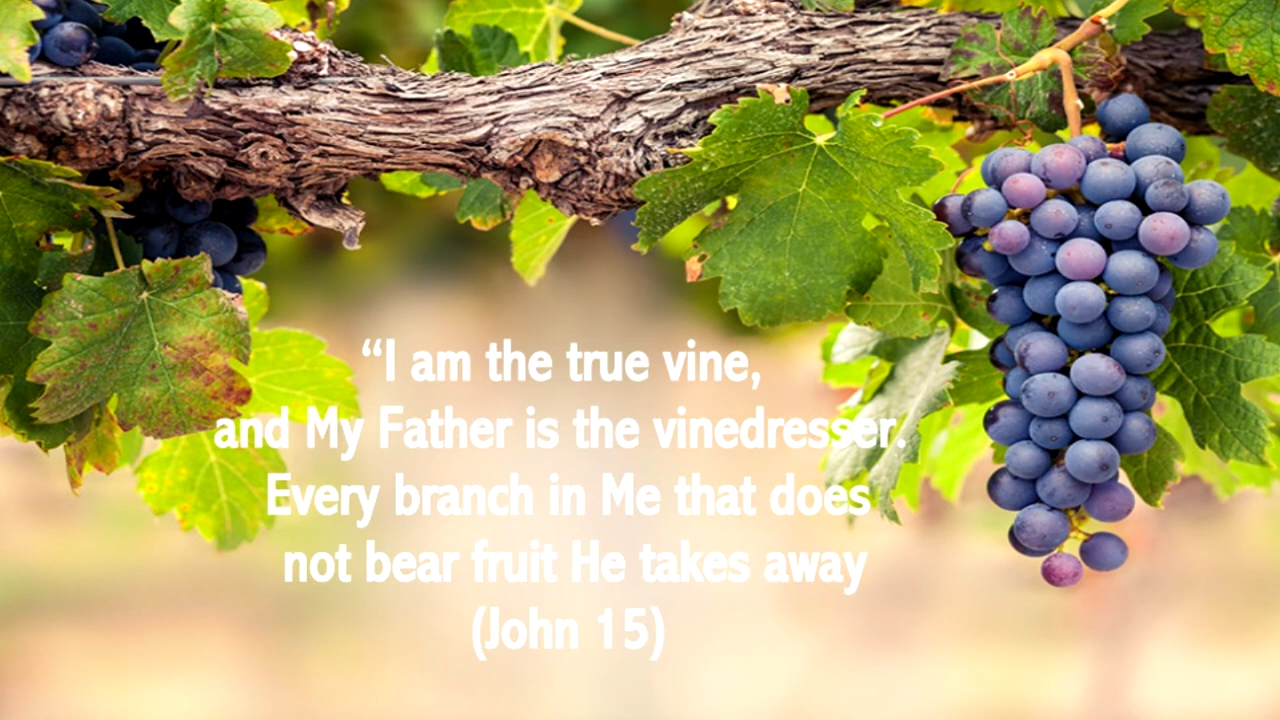 “I am the true vine,
and My Father is the vinedresser.
Every branch in Me that does
not bear fruit He takes away
(John 15)